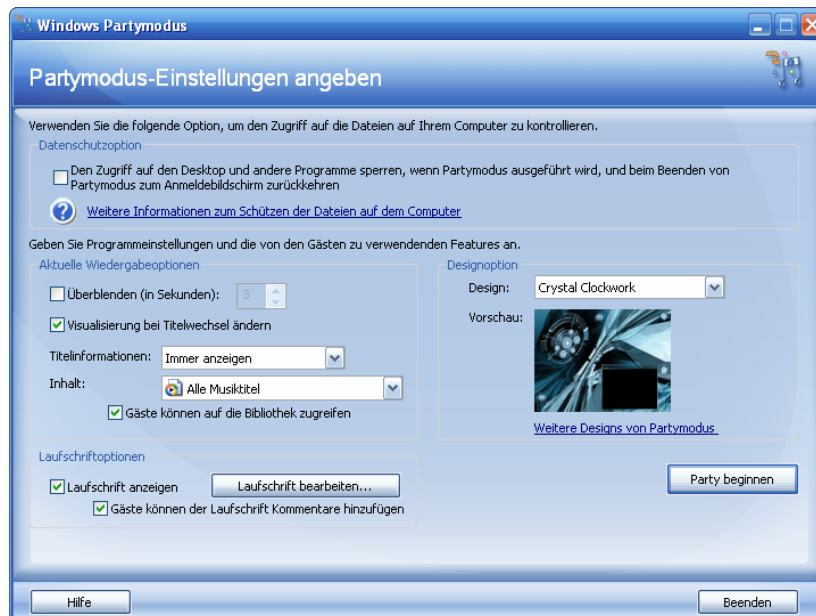 Windows Partymodus
Partymodus-Einstellungen angeben
Verwenden Sie die folgende Option, um den Zugriff auf die Dateien auf Ihrem Computer zu kontrollieren.
Datenschutzoption
Den Zugriff auf den Desktop und andere Programme sperren, wenn Partymodus ausgeführt wird, und beim Beenden von
Partymodus zum Anmeldebildschirm zurückkehren
Weitere Informationen zum Schützen der Dateien auf dem Computer
Geben Sie Programmeinstellungen und die von den Gästen zu verwendenden Features an.
Aktuelle Wiedergabeoptionen
Überblenden (in Sekunden): 3
Visualisierung bei Titelwechsel ändern
Titelinformationen: Immer anzeigen
Inhalt: Alle Musiktitel
Gäste können auf die Bibliothek zugreifen
Designoption
Design: Crystal Clockwork
Vorschau:
Weitere Designs von Partymodus
Laufschriftoptionen
Laufschrift anzeigen Laufschrift bearbeiten...
Gäste können der Laufschrift Kommentare hinzufügen
Party beginnen
Hilfe Beenden